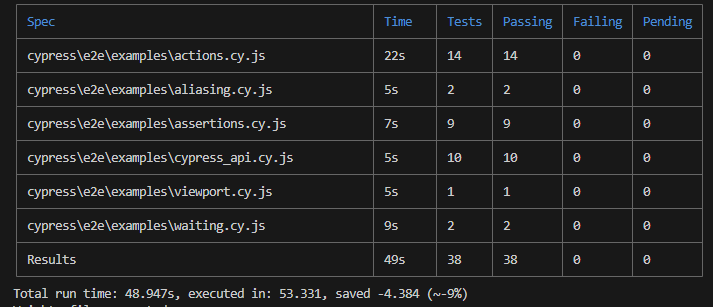 Spec Time Tests Passing Failing Pending
cypress\e2e\examples\actions.cy.js 22s 14 14 0 0
cypress\e2e\examples\aliasing.cy.js 5s 2 2 0 0
cypress\e2e\examples\assertions.cy.js 7s 9 9 0 0
cypress\e2e\examples\cypress_api.cy.js 5s 10 10 0 0
cypress\e2e\examples\viewport.cy.js 5s 1 1 0 0
cypress\e2e\examples\waiting.cy.js 9s 2 2 0 0
Results 49s 38 38 0 0
Total run time: 48.947s, executed in: 53.331, saved -4.384 (~-9%)